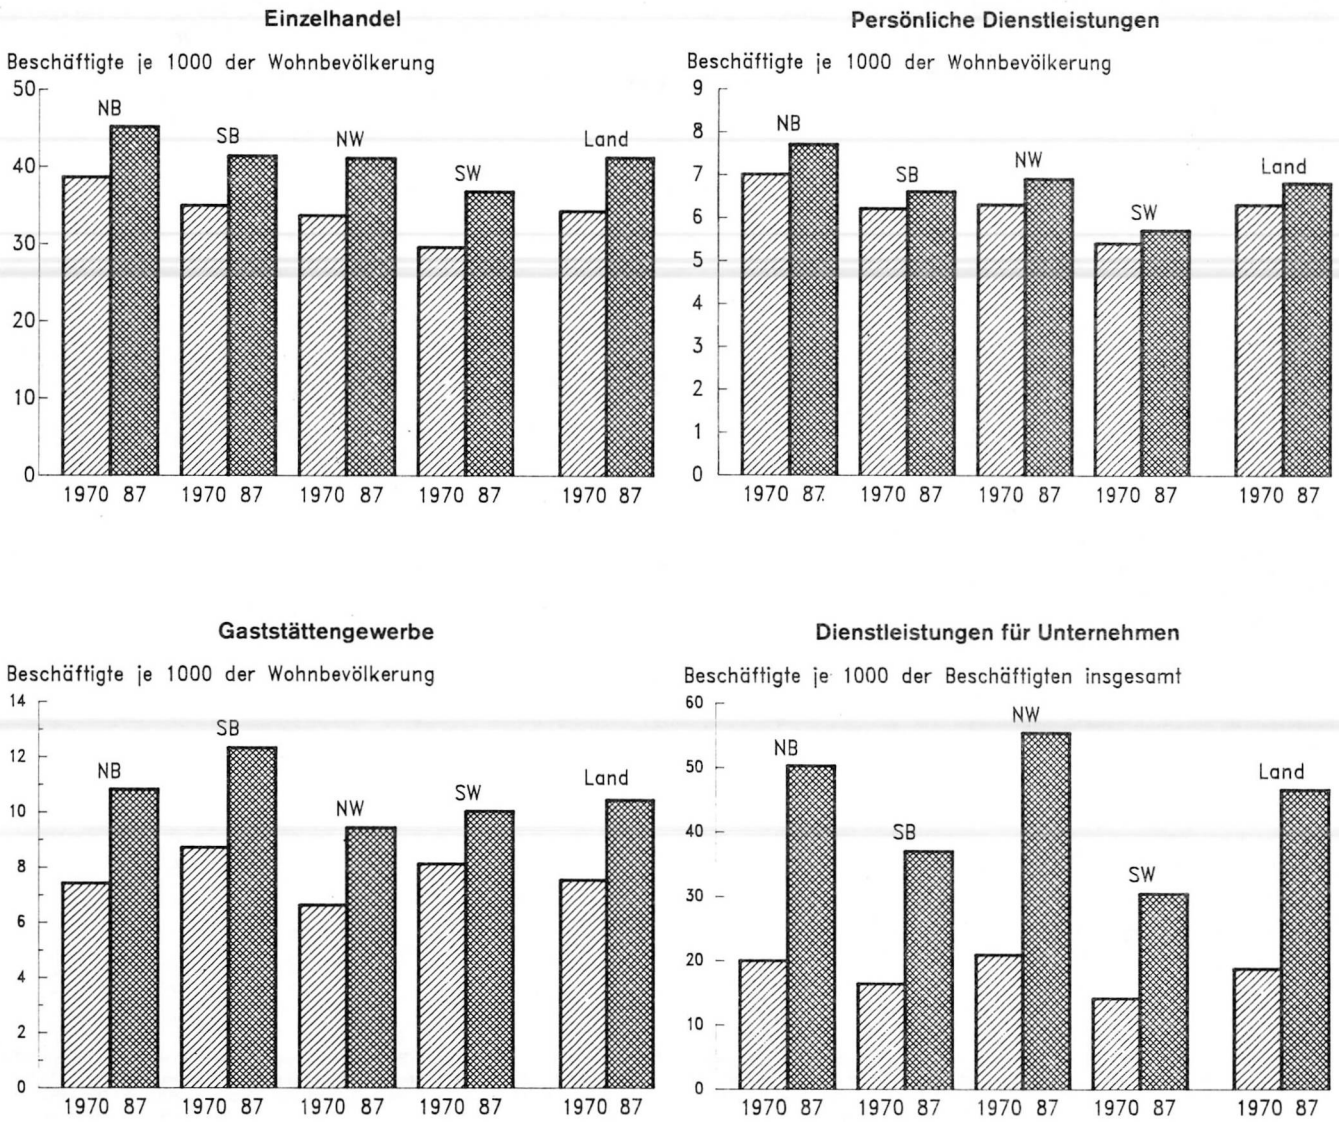 Einzelhandel
Beschäftigte je 1000 der Wohnbevölkerung
50
40
30
20
10
0
NB
SB
NW
SW
Land
1970 87 1970 87 1970 87 1970 87 1970 87
Persönliche Dienstleistungen
Beschäftigte je 1000 der Wohnbevölkerung
9
8
7
6
5
4
3
2
1
0
NB
SB
NW
SW
Land
1970 87 1970 87 1970 87 1970 87 1970 87
Gaststättengewerbe
Beschäftigte je 1000 der Wohnbevölkerung
14
12
10
8
6
4
2
0
NB
SB
NW
SW
Land
1970 87 1970 87 1970 87 1970 87 1970 87
Dienstleistungen für Unternehmen
Beschäftigte je 1000 der Beschäftigten insgesamt
60
50
40
30
20
10
0
NB
SB
NW
SW
Land
1970 87 1970 87 1970 87 1970 87 1970 87